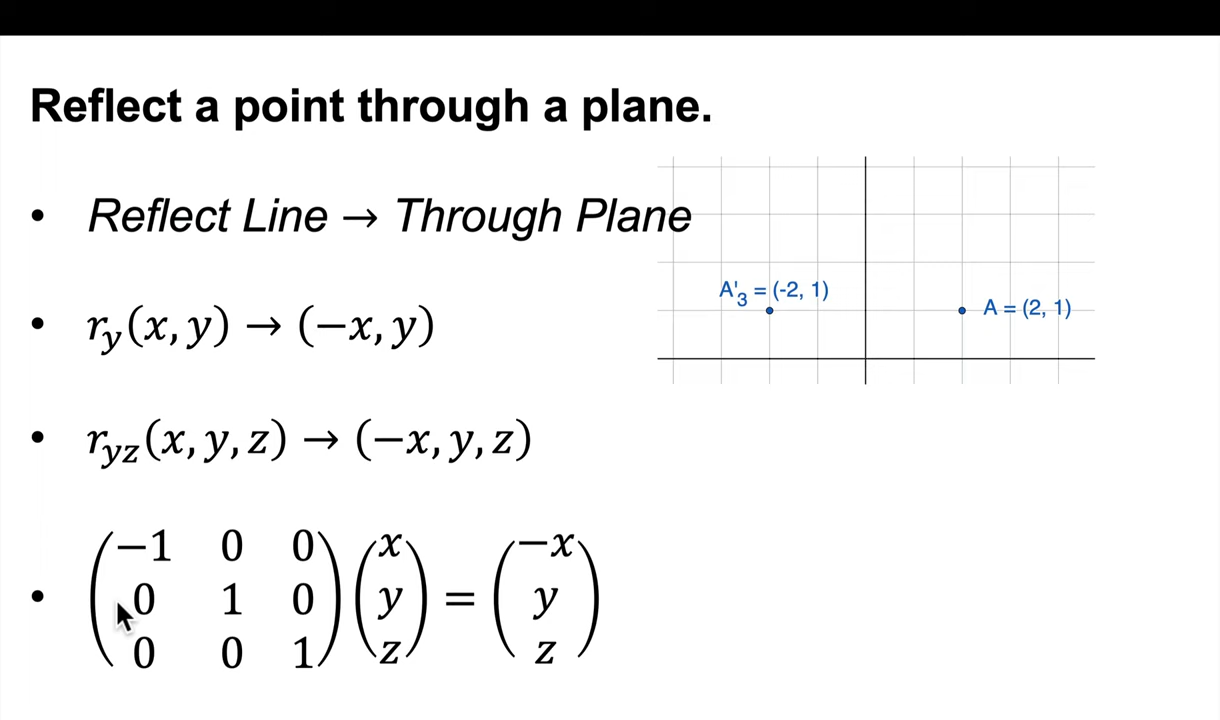 Reflect a point through a plane.
• Reflect Line → Through Plane
A'₃ = (-2, 1)
A = (2, 1)
• r_y(x, y) → (−x, y)
• r_yz(x, y, z) → (−x, y, z)
• (−1 0 0) (x) = (−x)
(0 1 0) (y) (y)
(0 0 1) (z) (z)